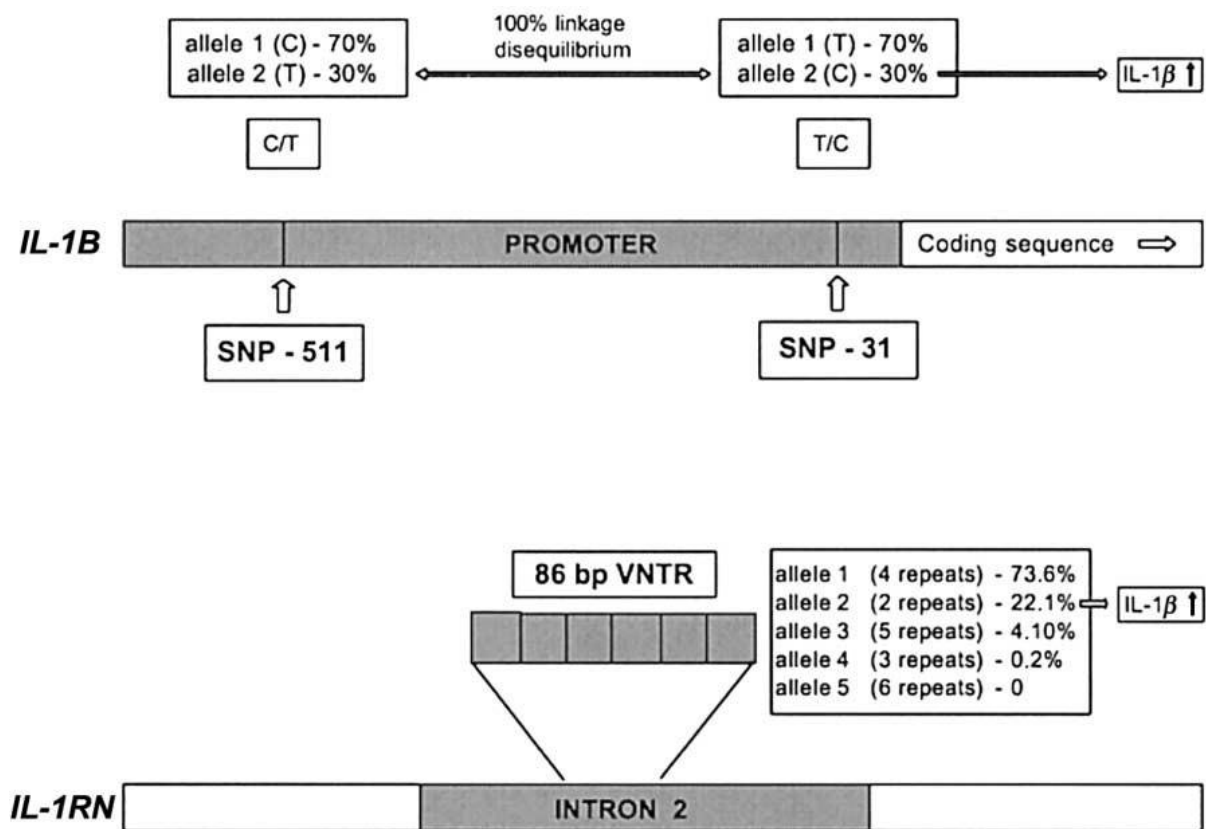 allele 1 (C) - 70%
allele 2 (T) - 30%
100% linkage
disequilibrium
allele 1 (T) - 70%
allele 2 (C) - 30%
IL-1β ↑
C/T
T/C
IL-1B
PROMOTER
Coding sequence ⇨
SNP - 511
SNP - 31
86 bp VNTR
allele 1 (4 repeats) - 73.6%
allele 2 (2 repeats) - 22.1%
allele 3 (5 repeats) - 4.10%
allele 4 (3 repeats) - 0.2%
allele 5 (6 repeats) - 0
IL-1β ↑
IL-1RN
INTRON 2